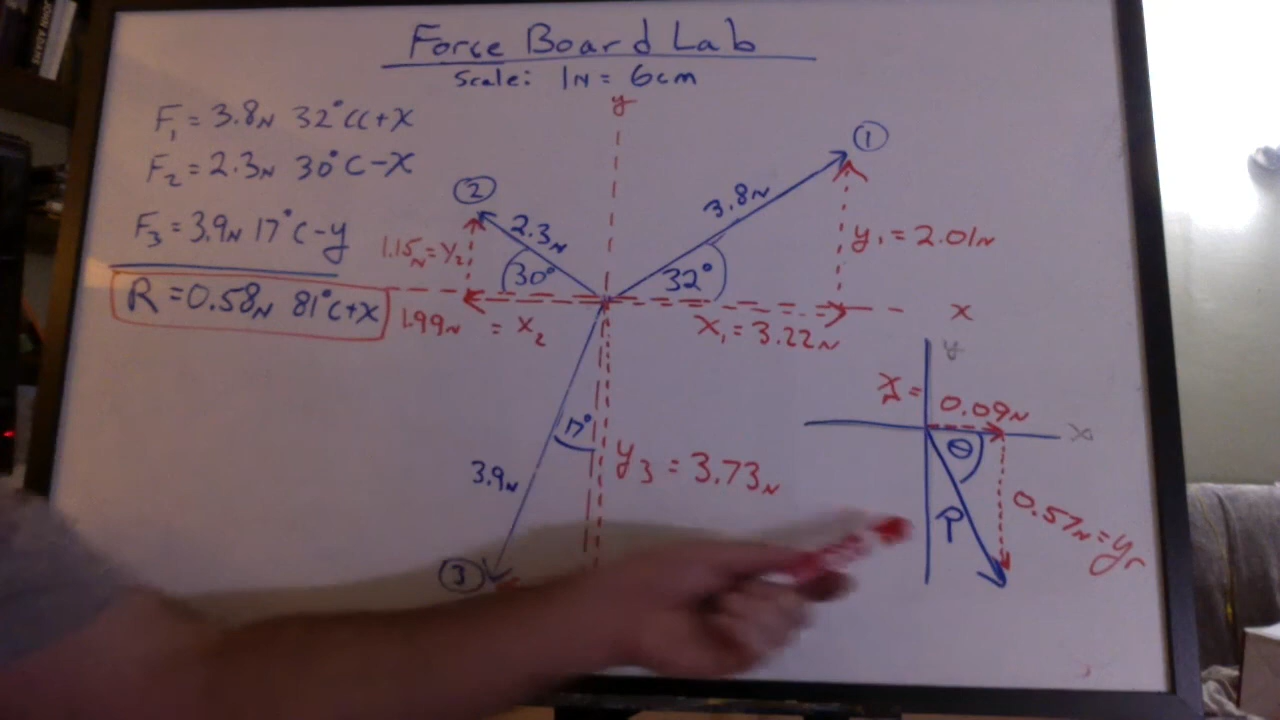 Force Board Lab
Scale: 1N = 6cm
y
F₁ = 3.8N 32° CC+X
F₂ = 2.3N 30° C-X
F₃ = 3.9N 17° C-y
R = 0.58N 81° C+X
①
②
3.8N
2.3N
y₁ = 2.01N
1.15N = Y₂
30°
32°
x
1.99N = X₂
X₁ = 3.22N
y
0.09N
x
θ
17°
y₃ = 3.73N
3.9N
R
0.57N = yr
③